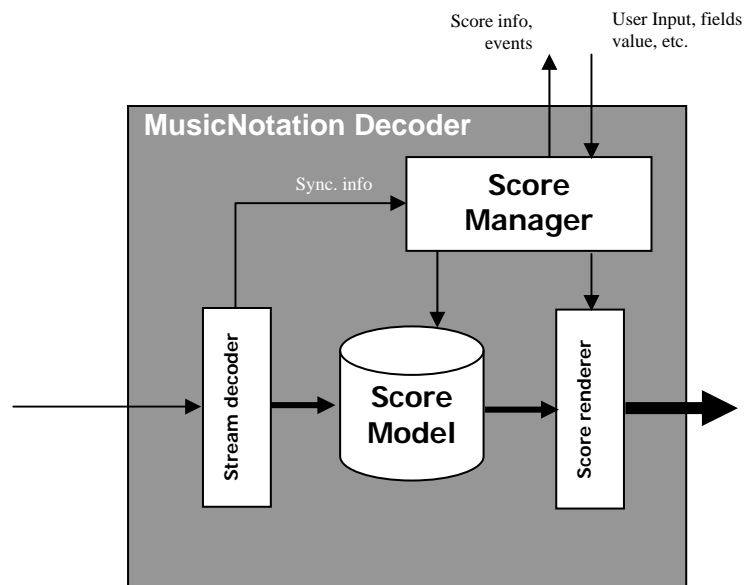 Score info,
events
User Input, fields
value, etc.
MusicNotation Decoder
Sync. info
Score
Manager
Stream decoder
Score
Model
Score renderer